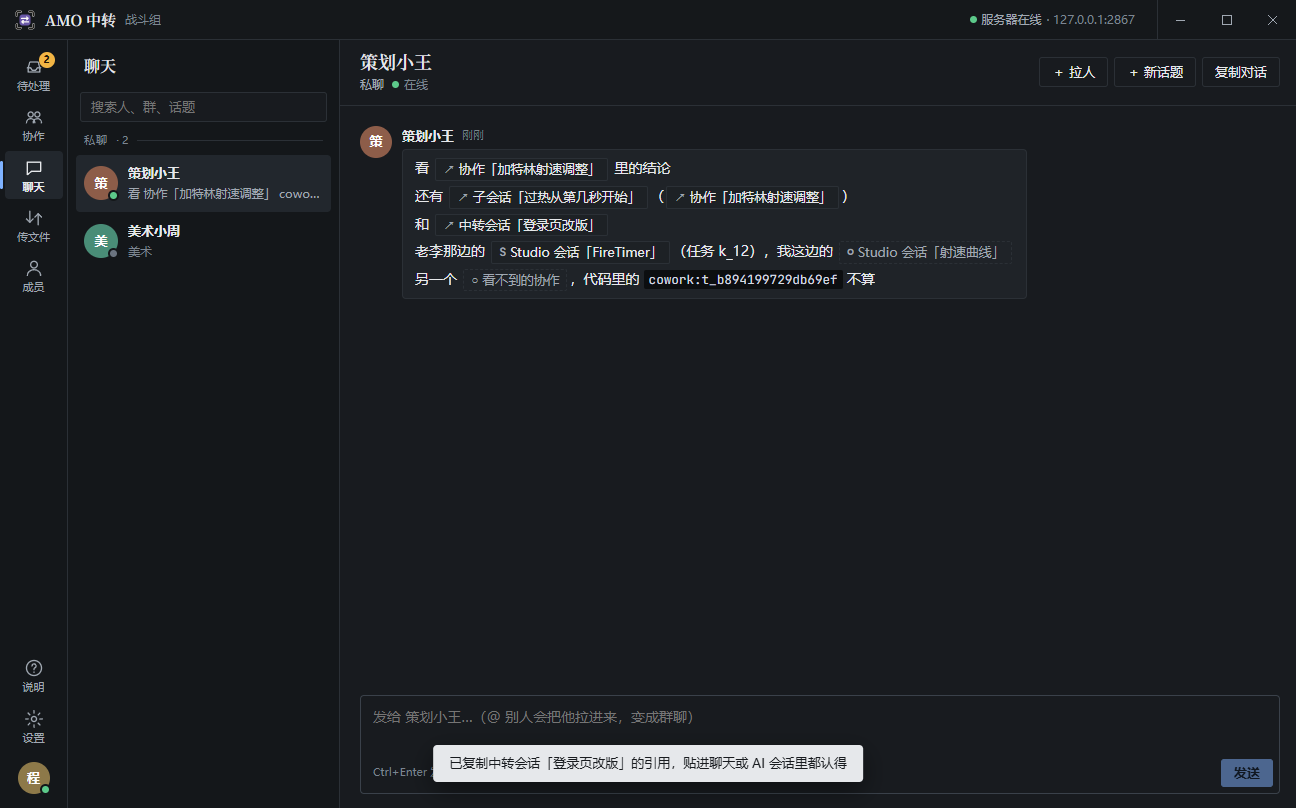 AMO 中转 战斗组
服务器在线 · 127.0.0.1:2867
2
待处理
协作
聊天
传文件
成员
说明
设置
程
聊天
搜索人、群、话题
私聊 · 2
策
策划小王
看 协作「加特林射速调整」 cowo...
美
美术小周
美术
策划小王
私聊 在线
+ 拉人
+ 新话题
复制对话
策
策划小王 刚刚
看 ↗ 协作「加特林射速调整」 里的结论
还有 ↗ 子会话「过热从第几秒开始」 （ ↗ 协作「加特林射速调整」 ）
和 ↗ 中转会话「登录页改版」
老李那边的 S Studio 会话「FireTimer」 （任务 k_12），我这边的 Studio 会话「射速曲线」
另一个 ○ 看不到的协作 ，代码里的 cowork:t_b894199729db69ef 不算
发给 策划小王...（@ 别人会把他拉进来，变成群聊）
Ctrl+Enter
已复制中转会话「登录页改版」的引用，贴进聊天或 AI 会话里都认得
发送